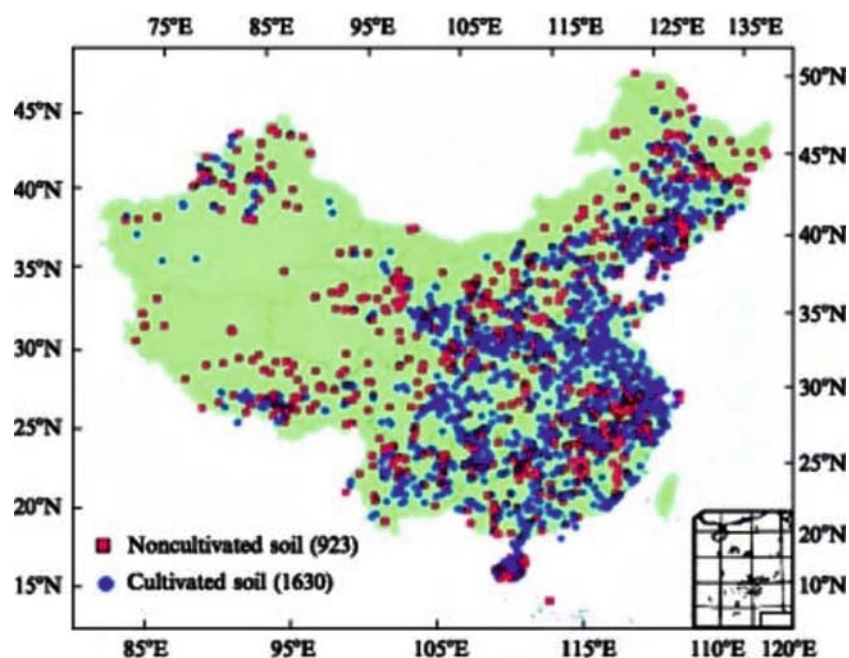 75°E 85°E 95°E 105°E 115°E 125°E 135°E
50°N
45°N
45°N
40°N
40°N
35°N
35°N
30°N
30°N
25°N
25°N
20°N
Noncultivated soil (923)
20°N
Cultivated soil (1630)
15°N
10°N
85°E 95°E 105°E 115°E 110°E 120°E